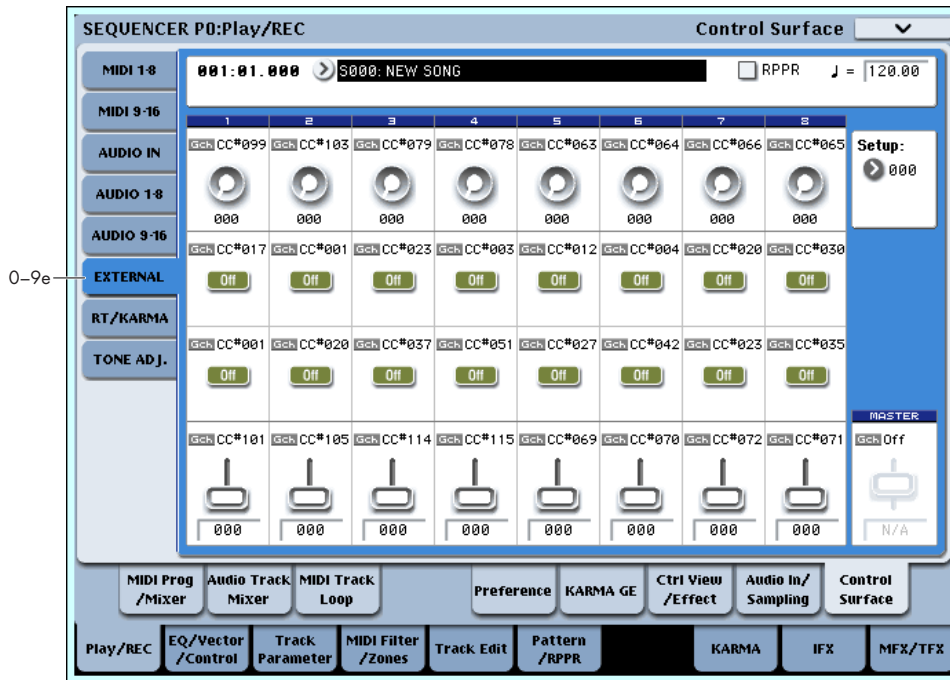 SEQUENCER P0:Play/REC Control Surface
MIDI 1-8
MIDI 9-16
AUDIO IN
AUDIO 1-8
AUDIO 9-16
0–9e EXTERNAL
RT/KARMA
TONE ADJ.
001:01.000 S000: NEW SONG RPPR ♩ = 120.00
1 2 3 4 5 6 7 8
Gch CC#099 Gch CC#103 Gch CC#079 Gch CC#078 Gch CC#063 Gch CC#064 Gch CC#066 Gch CC#065
000 000 000 000 000 000 000 000
Setup:
000
Gch CC#017 Gch CC#001 Gch CC#023 Gch CC#003 Gch CC#012 Gch CC#004 Gch CC#020 Gch CC#030
Off Off Off Off Off Off Off Off
Gch CC#001 Gch CC#020 Gch CC#037 Gch CC#051 Gch CC#027 Gch CC#042 Gch CC#023 Gch CC#035
Off Off Off Off Off Off Off Off
MASTER
Gch CC#101 Gch CC#105 Gch CC#114 Gch CC#115 Gch CC#069 Gch CC#070 Gch CC#072 Gch CC#071 Gch Off
000 000 000 000 000 000 000 000 N/A
MIDI Prog /Mixer
Audio Track Mixer
MIDI Track Loop
Preference
KARMA GE
Ctrl View /Effect
Audio In/ Sampling
Control Surface
Play/REC
EQ/Vector /Control
Track Parameter
MIDI Filter /Zones
Track Edit
Pattern /RPPR
KARMA
IFX
MFX/TFX